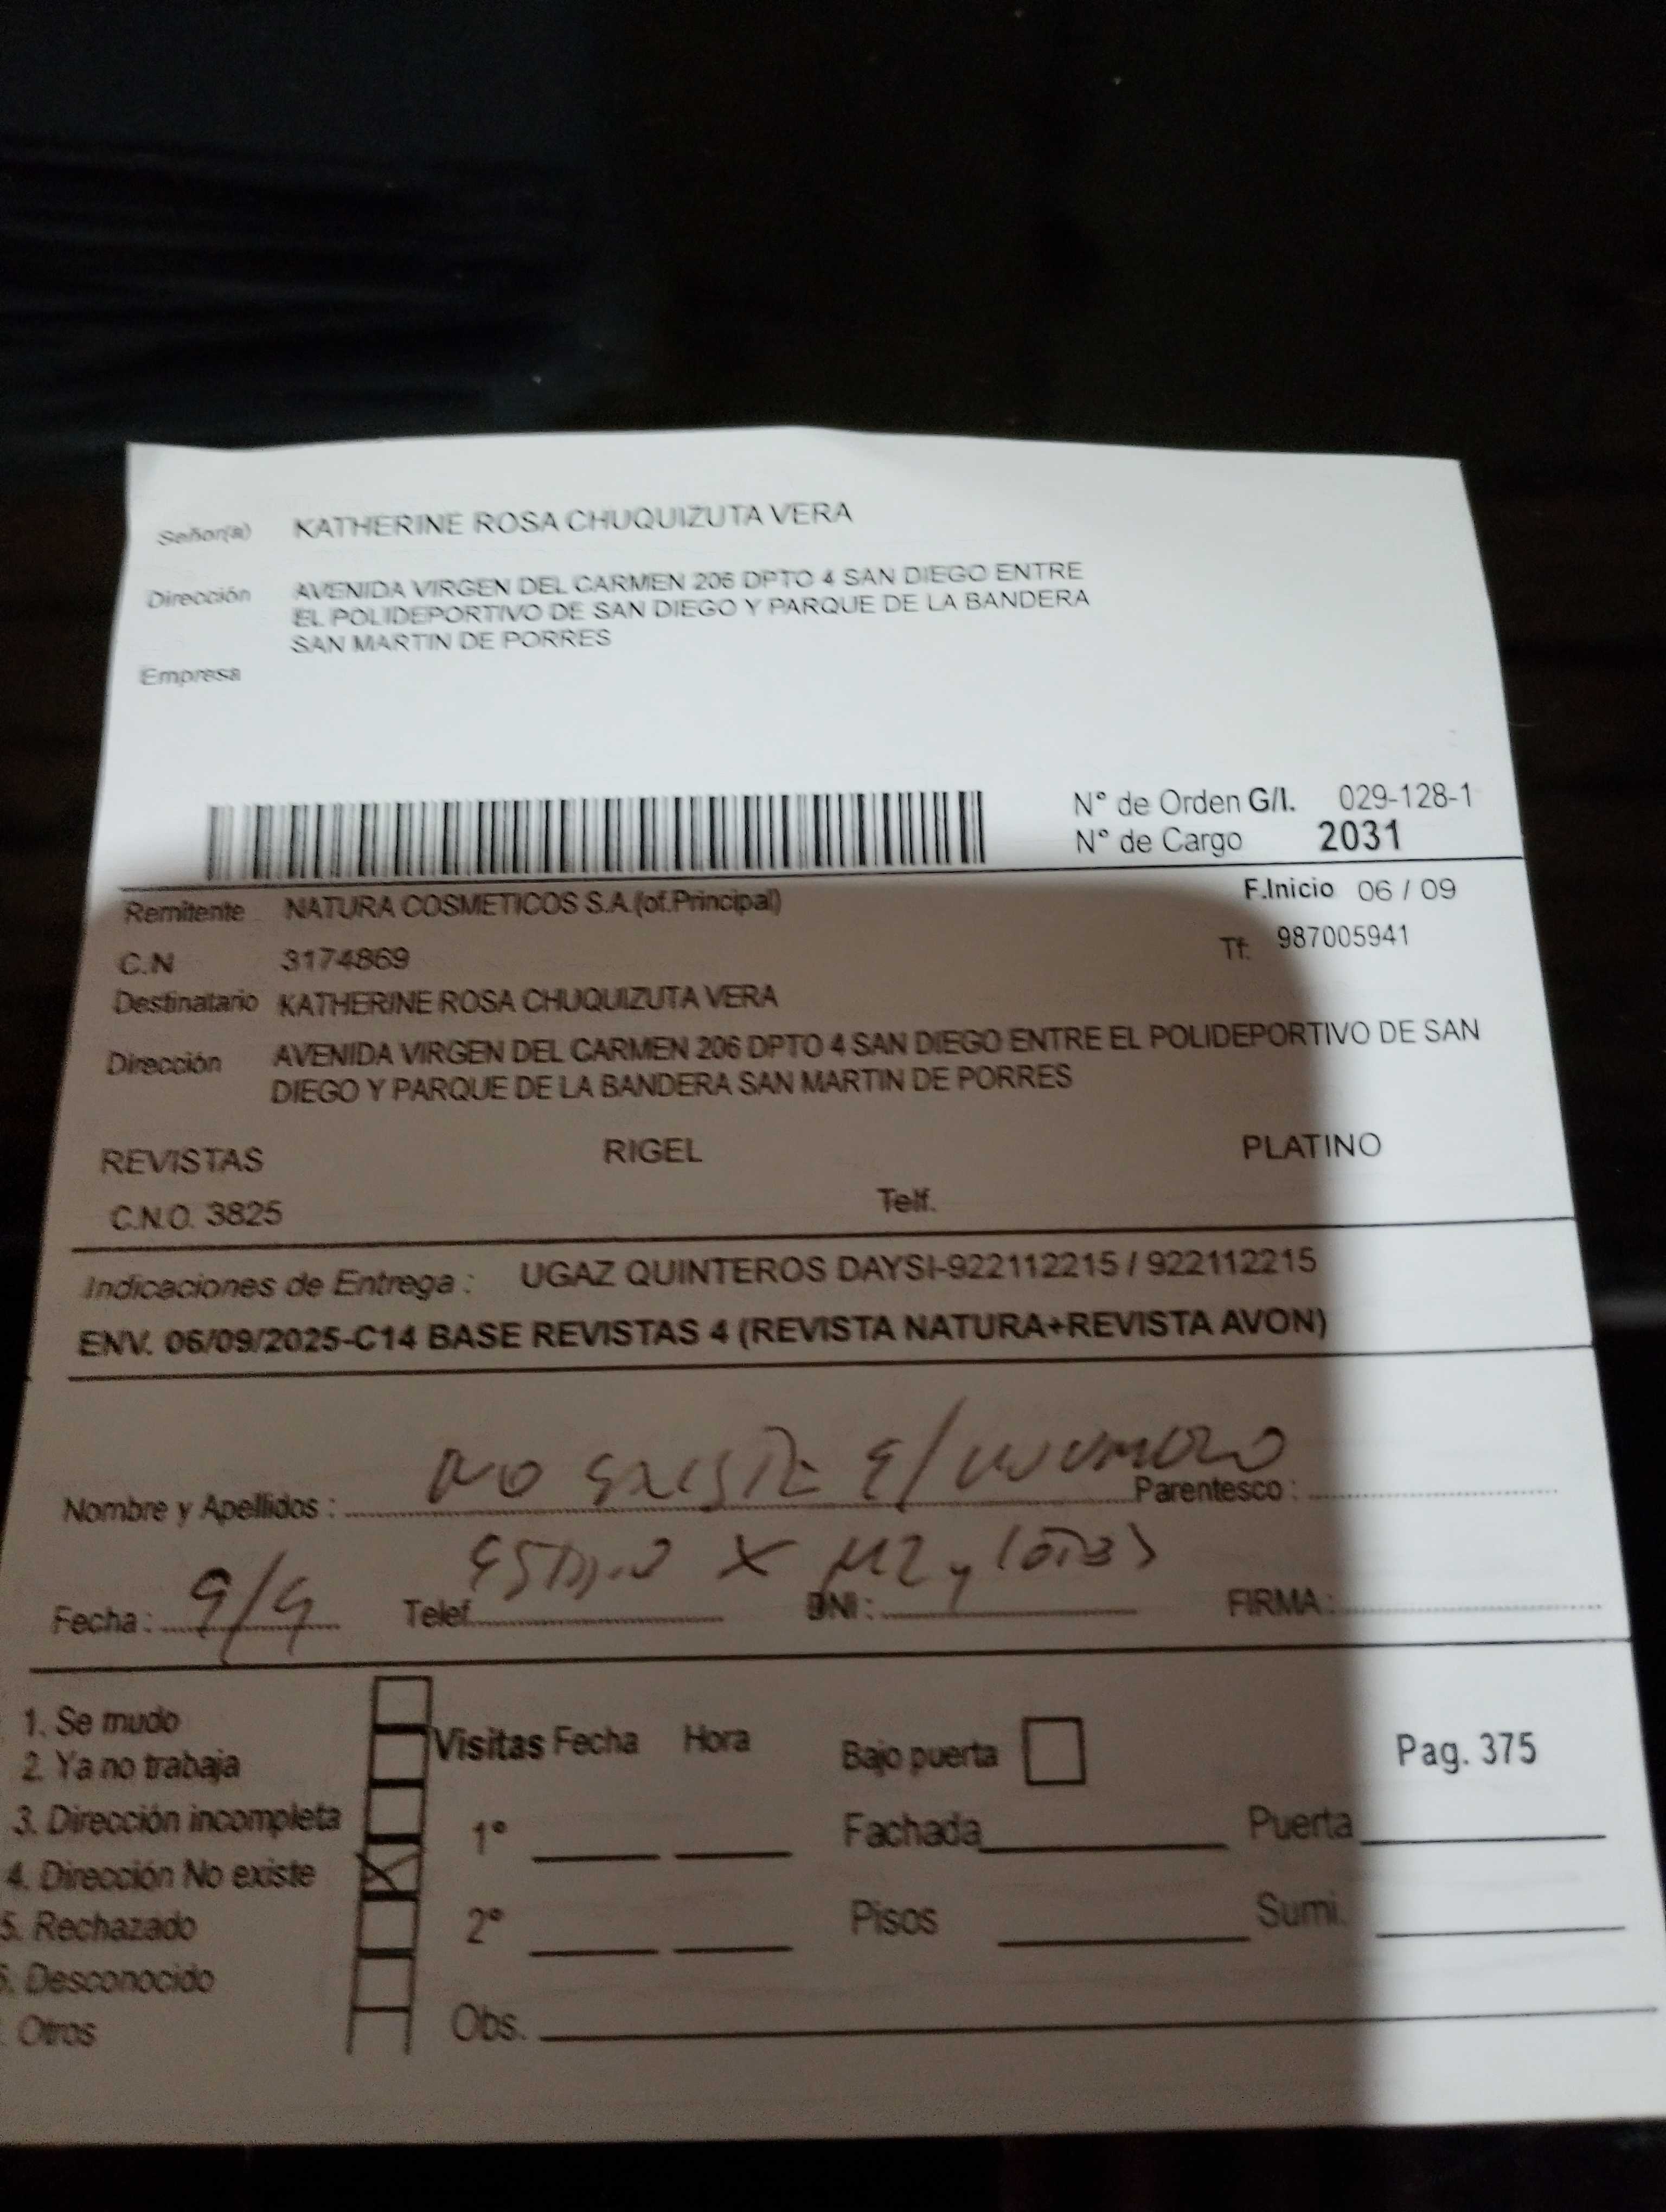 Señor(a) KATHERINE ROSA CHUQUIZUTA VERA
Dirección AVENIDA VIRGEN DEL CARMEN 206 DPTO 4 SAN DIEGO ENTRE
EL POLIDEPORTIVO DE SAN DIEGO Y PARQUE DE LA BANDERA
SAN MARTIN DE PORRES
Empresa
N° de Orden G/I. 029-128-1
N° de Cargo 2031
Remitente NATURA COSMETICOS S.A.(of.Principal) F.Inicio 06 / 09
C.N 3174869 Tf: 987005941
Destinatario KATHERINE ROSA CHUQUIZUTA VERA
Dirección AVENIDA VIRGEN DEL CARMEN 206 DPTO 4 SAN DIEGO ENTRE EL POLIDEPORTIVO DE SAN
DIEGO Y PARQUE DE LA BANDERA SAN MARTIN DE PORRES
REVISTAS RIGEL PLATINO
C.N.O. 3825 Telf.
Indicaciones de Entrega : UGAZ QUINTEROS DAYSI-922112215 / 922112215
ENV. 06/09/2025-C14 BASE REVISTAS 4 (REVISTA NATURA+REVISTA AVON)
NO EXISTE
Nombre y Apellidos : Parentesco :
X MZ y
Fecha : 9/9 Telef. DNI : FIRMA :
1. Se mudo
2. Ya no trabaja
3. Dirección incompleta
4. Dirección No existe X
5. Rechazado
. Desconocido
. Otros
Visitas Fecha Hora
1°
2°
Obs.
Bajo puerta
Fachada
Pisos
Pag. 375
Puerta
Sumi.